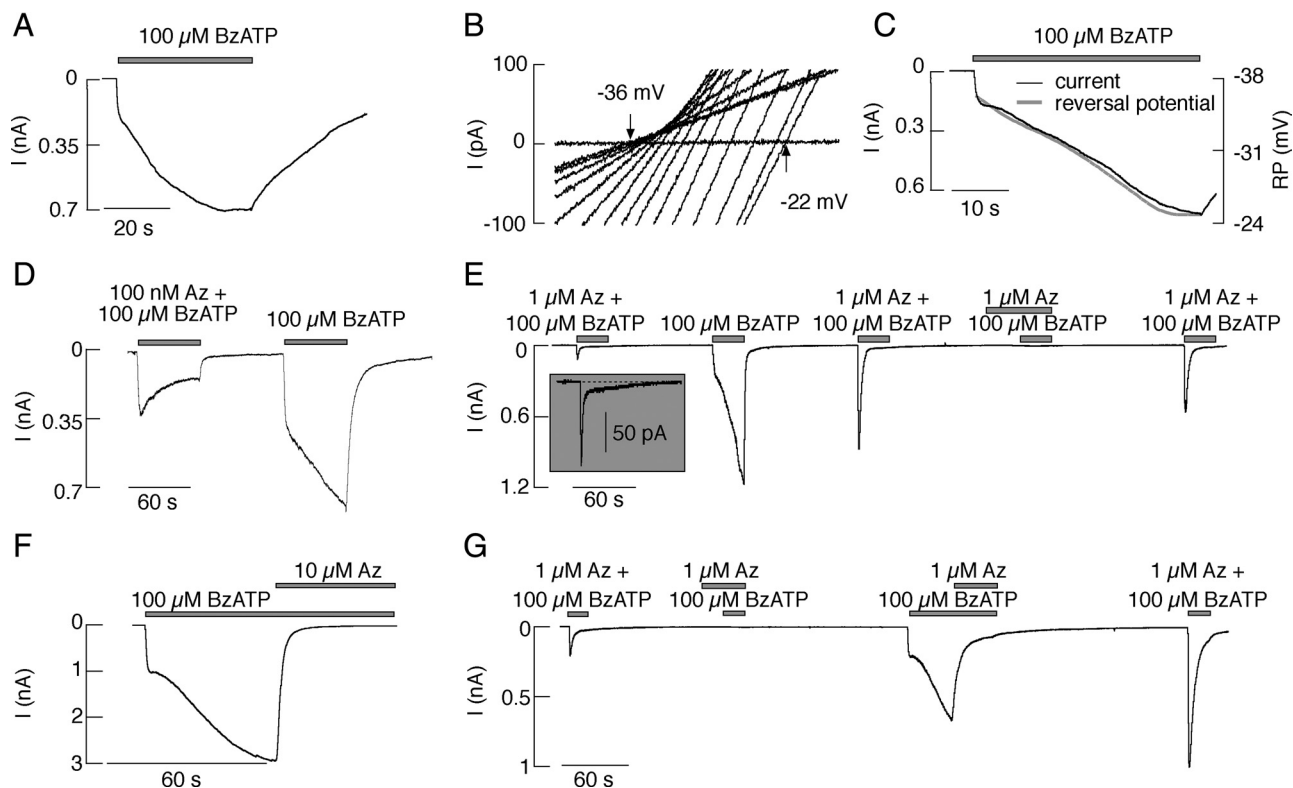 A
100 µM BzATP
0
0.35
0.7
I (nA)
20 s
B
100
0
-100
I (pA)
-36 mV
-22 mV
C
100 µM BzATP
0
0.3
0.6
I (nA)
current
reversal potential
-38
-31
-24
RP (mV)
10 s
D
100 nM Az +
100 µM BzATP
100 µM BzATP
0
0.35
0.7
I (nA)
60 s
E
1 µM Az +
100 µM BzATP
100 µM BzATP
1 µM Az +
100 µM BzATP
1 µM Az
100 µM BzATP
1 µM Az +
100 µM BzATP
0
0.6
1.2
I (nA)
50 pA
60 s
F
10 µM Az
100 µM BzATP
0
1
2
3
I (nA)
60 s
G
1 µM Az +
100 µM BzATP
1 µM Az
100 µM BzATP
1 µM Az
100 µM BzATP
1 µM Az +
100 µM BzATP
0
0.5
1
I (nA)
60 s